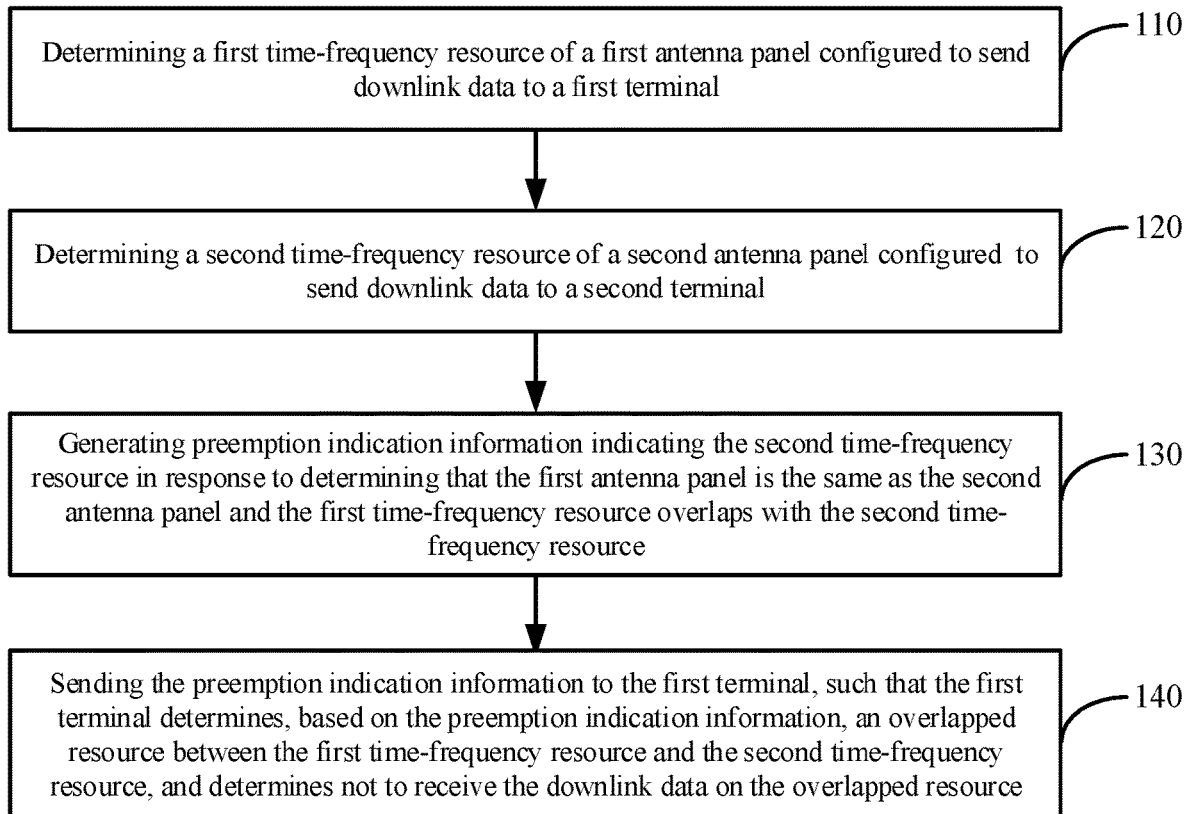 Determining a first time-frequency resource of a first antenna panel configured to send
downlink data to a first terminal
110
Determining a second time-frequency resource of a second antenna panel configured to
send downlink data to a second terminal
120
Generating preemption indication information indicating the second time-frequency
resource in response to determining that the first antenna panel is the same as the second
antenna panel and the first time-frequency resource overlaps with the second time-
frequency resource
130
Sending the preemption indication information to the first terminal, such that the first
terminal determines, based on the preemption indication information, an overlapped
resource between the first time-frequency resource and the second time-frequency
resource, and determines not to receive the downlink data on the overlapped resource
140